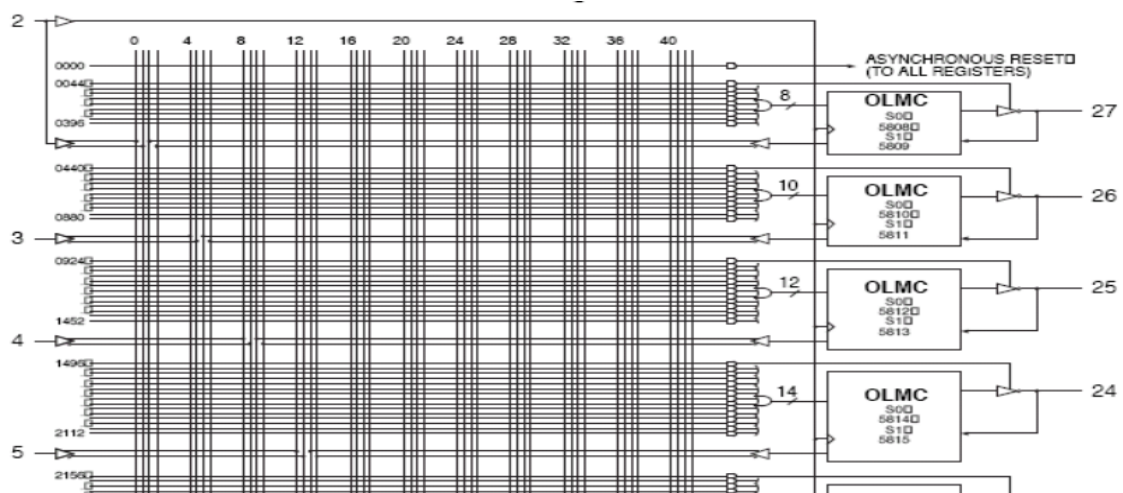 2
0 4 8 12 16 20 24 28 32 36 40
0000
ASYNCHRONOUS RESET
(TO ALL REGISTERS)
0044
8
OLMC
S0
5808
S1
5809
27
0396
0440
10
OLMC
S0
5810
S1
5811
26
0880
3
0924
12
OLMC
S0
5812
S1
5813
25
1452
4
1496
14
OLMC
S0
5814
S1
5815
24
2112
5
2156